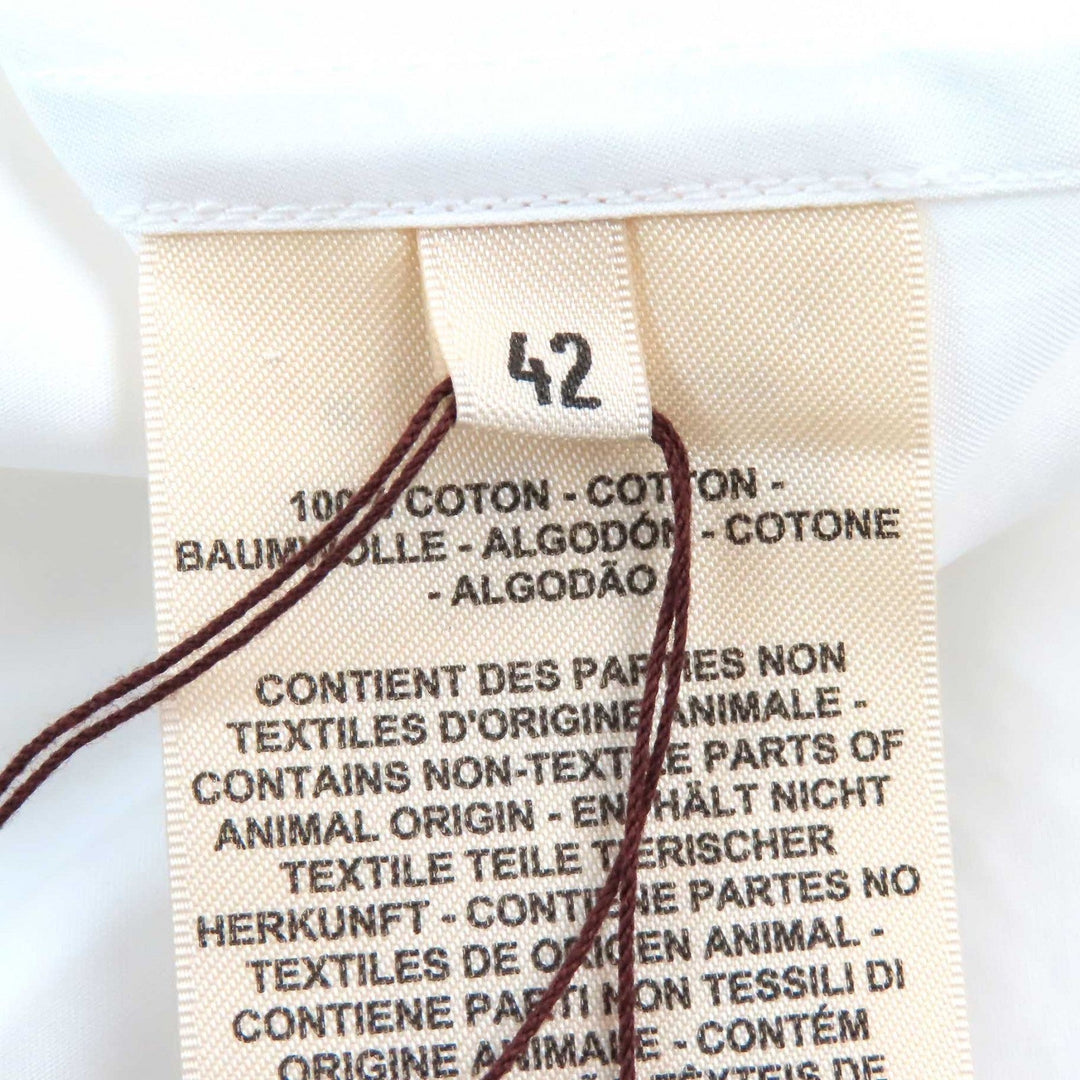 42
100% COTON - COTTON -
BAUMWOLLE - ALGODÓN - COTONE
- ALGODÃO
CONTIENT DES PARTIES NON
TEXTILES D'ORIGINE ANIMALE -
CONTAINS NON-TEXTILE PARTS OF
ANIMAL ORIGIN - ENTHÄLT NICHT
TEXTILE TEILE TIERISCHER
HERKUNFT - CONTIENE PARTES NO
TEXTILES DE ORIGEN ANIMAL -
CONTIENE PARTI NON TESSILI DI
ORIGINE ANIMALE - CONTÉM
TÊXTEIS DE